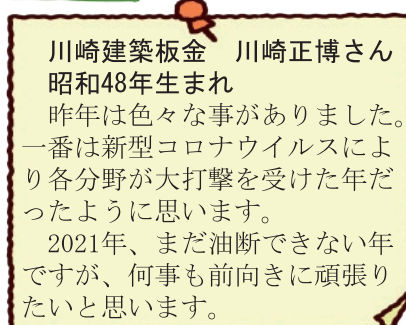 川崎建築板金　川崎正博さん
昭和48年生まれ
　昨年は色々な事がありました。
一番は新型コロナウイルスによ
り各分野が大打撃を受けた年だ
ったように思います。
　2021年、まだ油断できない年
ですが、何事も前向きに頑張り
たいと思います。